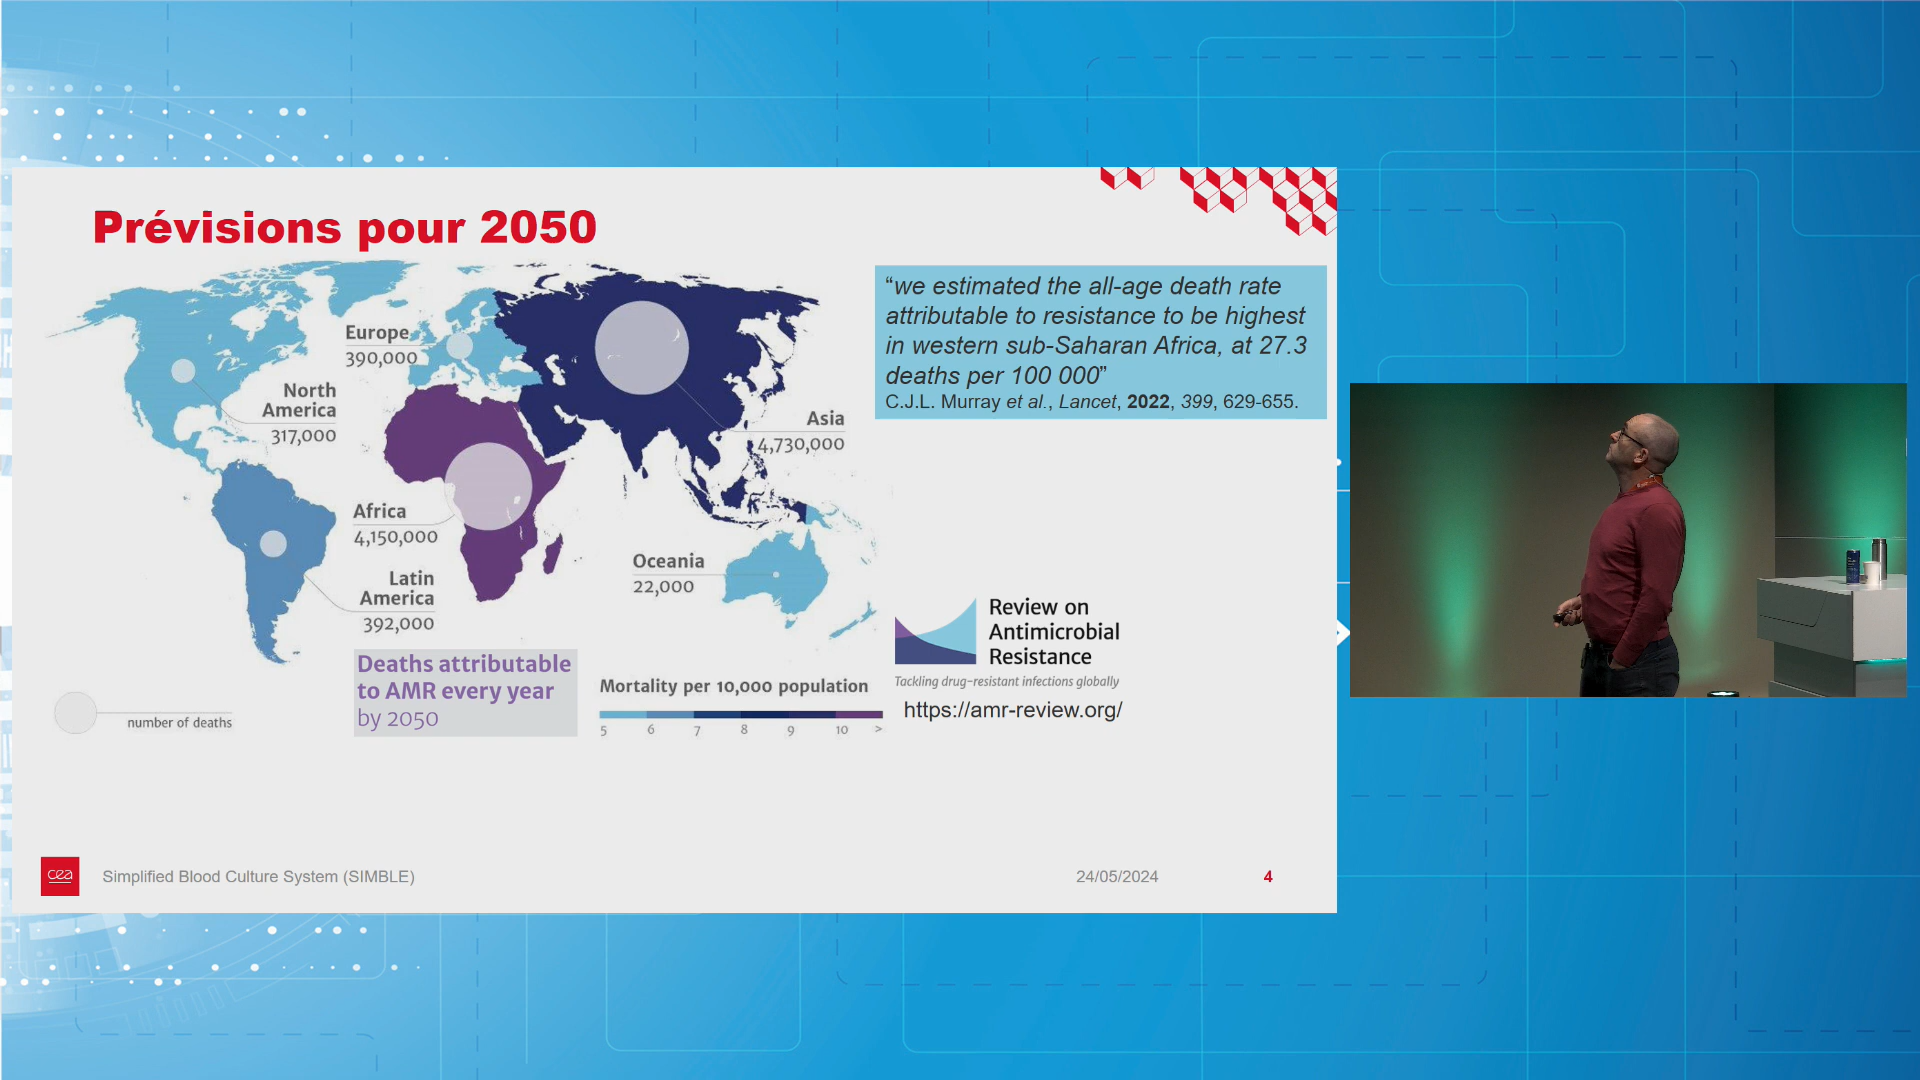 Prévisions pour 2050
Europe
390,000
North
America
317,000
Asia
4,730,000
Africa
4,150,000
Latin
America
392,000
Oceania
22,000
number of deaths
Deaths attributable
to AMR every year
by 2050
Mortality per 10,000 population
5 6 7 8 9 10 >
“we estimated the all-age death rate
attributable to resistance to be highest
in western sub-Saharan Africa, at 27.3
deaths per 100 000”
C.J.L. Murray et al., Lancet, 2022, 399, 629-655.
Review on
Antimicrobial
Resistance
Tackling drug-resistant infections globally
https://amr-review.org/
cea
Simplified Blood Culture System (SIMBLE)
24/05/2024
4